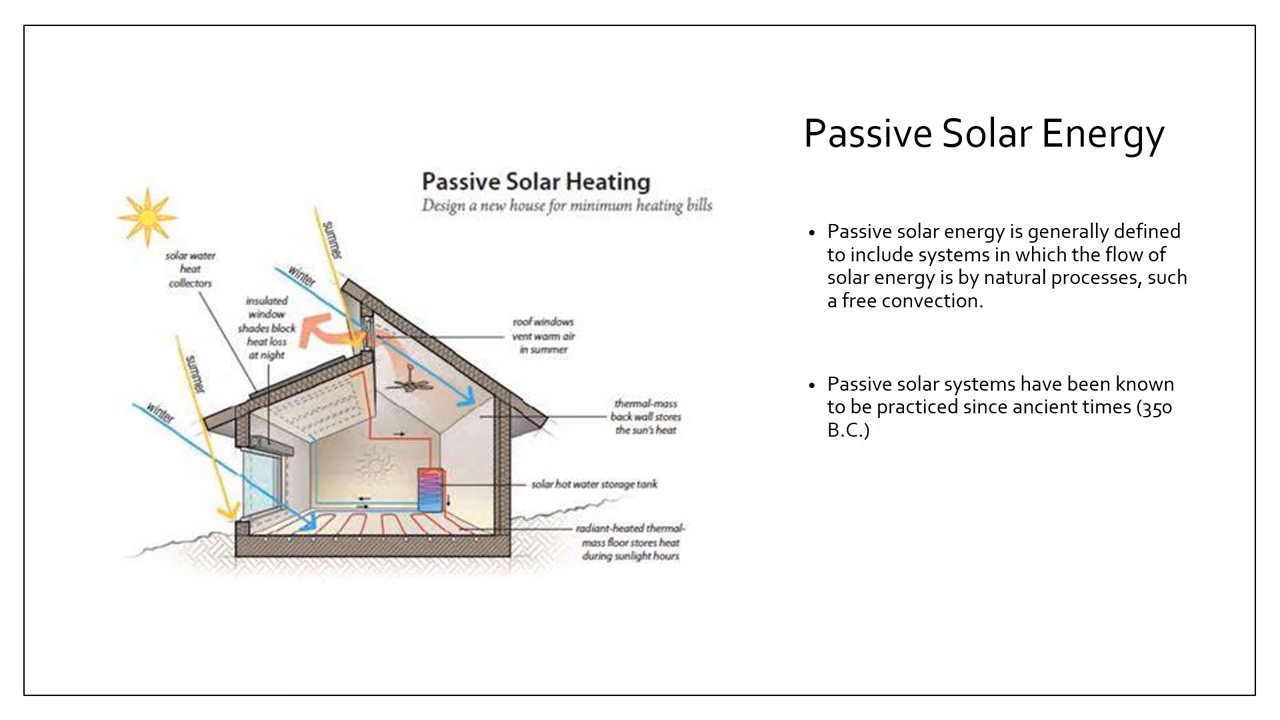 Passive Solar Energy
Passive Solar Heating
Design a new house for minimum heating bills
summer
winter
solar water
heat
collectors
insulated
window
shades block
heat loss
at night
roof windows
vent warm air
in summer
summer
winter
thermal-mass
back wall stores
the sun's heat
solar hot water storage tank
radiant-heated thermal-
mass floor stores heat
during sunlight hours
• Passive solar energy is generally defined
to include systems in which the flow of
solar energy is by natural processes, such
a free convection.
• Passive solar systems have been known
to be practiced since ancient times (350
B.C.)